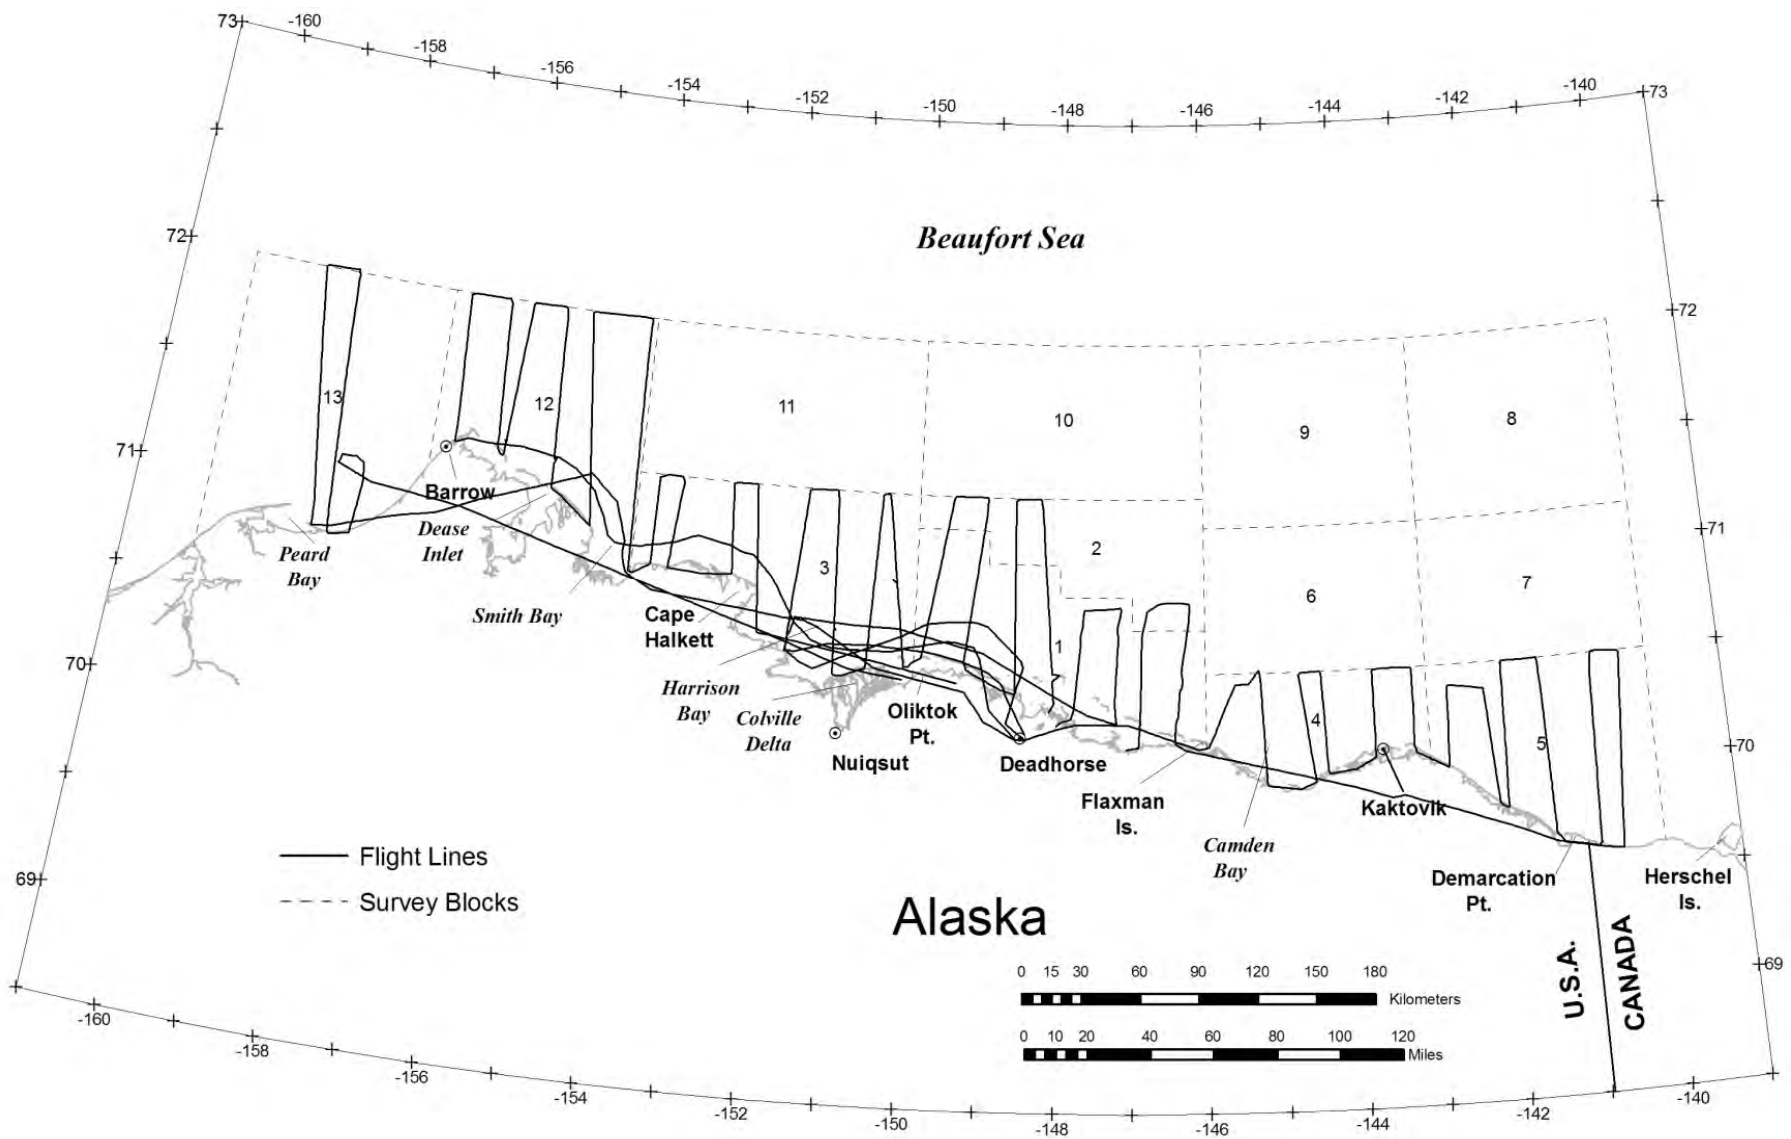 73
-160
-158
-156
-154
-152
-150
-148
-146
-144
-142
-140
73
72
Beaufort Sea
72
13
12
11
10
9
8
71
Barrow
Dease
Inlet
Peard
Bay
Smith Bay
3
2
6
7
71
Cape
Halkett
70
1
Harrison
Bay
Colville
Delta
Oliktok
Pt.
Nuiqsut
Deadhorse
4
5
70
Flaxman
Is.
Kaktovik
Camden
Bay
Flight Lines
69
Survey Blocks
Demarcation
Pt.
Herschel
Is.
Alaska
U.S.A.
CANADA
69
0 15 30 60 90 120 150 180
Kilometers
0 10 20 40 60 80 100 120
Miles
-160
-158
-156
-154
-152
-150
-148
-146
-144
-142
-140